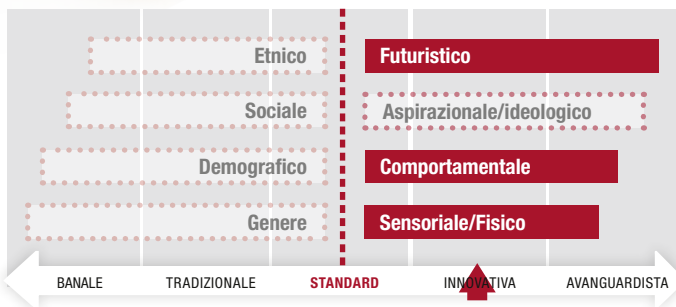 Etnico Futuristico
Sociale Aspirazionale/ideologico
Demografico Comportamentale
Genere Sensoriale/Fisico
BANALE TRADIZIONALE STANDARD INNOVATIVA AVANGUARDISTA